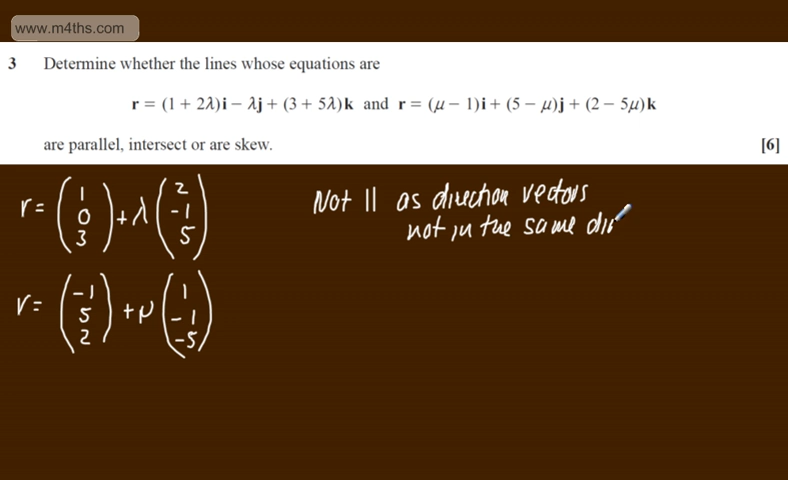 www.m4ths.com
3 Determine whether the lines whose equations are
r = (1 + 2λ)i − λj + (3 + 5λ)k and r = (μ − 1)i + (5 − μ)j + (2 − 5μ)k
are parallel, intersect or are skew. [6]
r = (1 0 3) + λ (2 -1 5)
Not || as direction vectors
not in the same di
r = (-1 5 2) + μ (1 -1 -5)